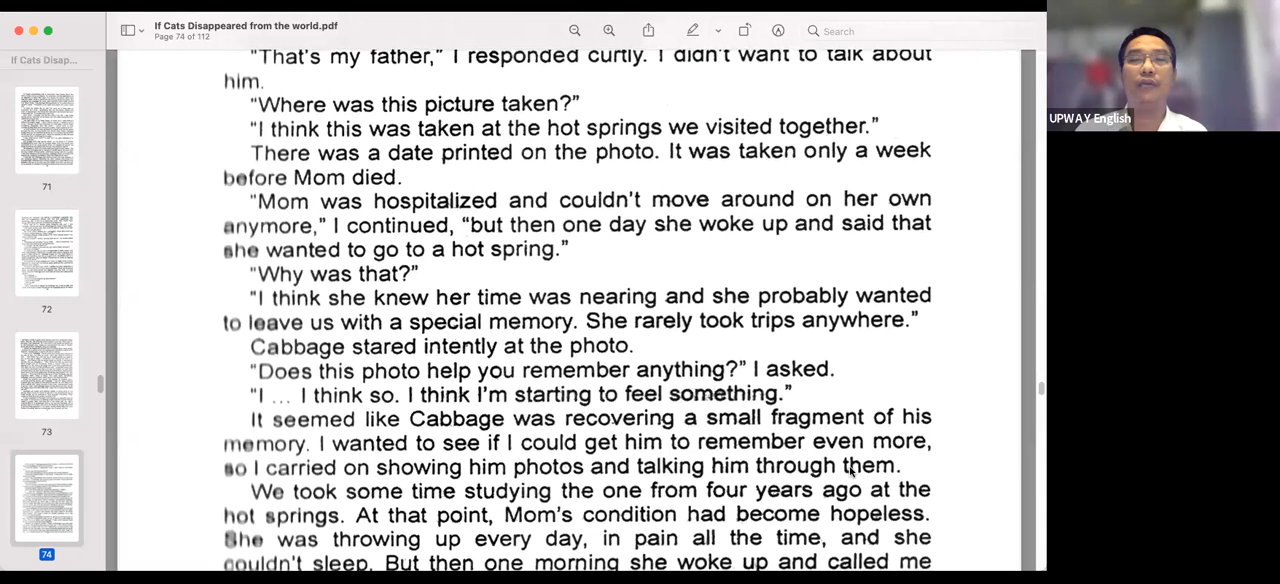 If Cats Disappeared from the world.pdf
Page 74 of 112
Search
If Cats Disap...
71
72
73
74
"That's my father," I responded curtly. I didn't want to talk about
him.
"Where was this picture taken?"
"I think this was taken at the hot springs we visited together."
There was a date printed on the photo. It was taken only a week
before Mom died.
"Mom was hospitalized and couldn't move around on her own
anymore," I continued, "but then one day she woke up and said that
she wanted to go to a hot spring."
"Why was that?"
"I think she knew her time was nearing and she probably wanted
to leave us with a special memory. She rarely took trips anywhere."
Cabbage stared intently at the photo.
"Does this photo help you remember anything?" I asked.
"I ... I think so. I think I'm starting to feel something."
It seemed like Cabbage was recovering a small fragment of his
memory. I wanted to see if I could get him to remember even more,
so I carried on showing him photos and talking him through them.
We took some time studying the one from four years ago at the
hot springs. At that point, Mom's condition had become hopeless.
She was throwing up every day, in pain all the time, and she
couldn't sleep. But then one morning she woke up and called me
UPWAY English